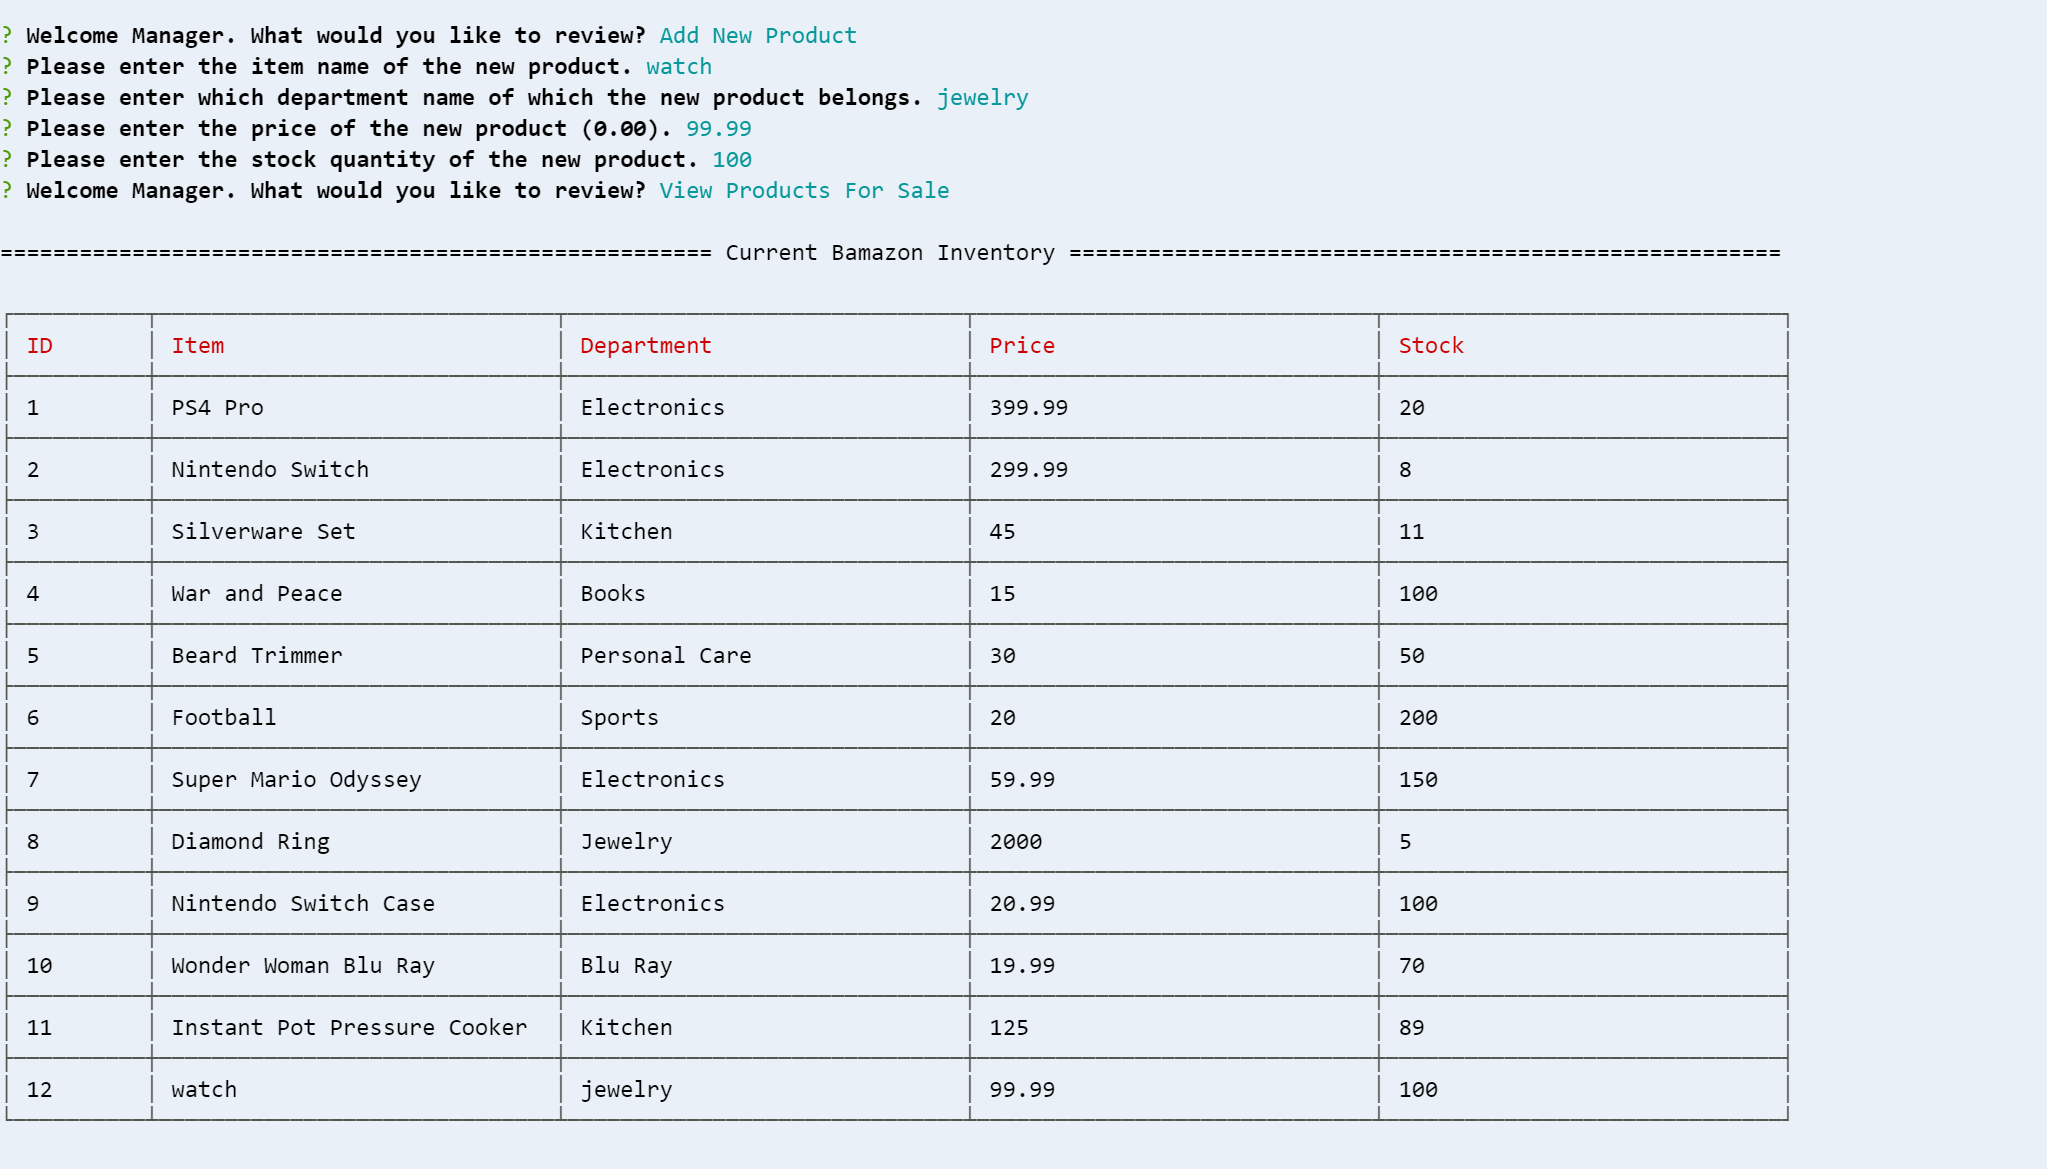 ? Welcome Manager. What would you like to review? Add New Product
? Please enter the item name of the new product. watch
? Please enter which department name of which the new product belongs. jewelry
? Please enter the price of the new product (0.00). 99.99
? Please enter the stock quantity of the new product. 100
? Welcome Manager. What would you like to review? View Products For Sale
====================================================== Current Bamazon Inventory ======================================================
ID Item Department Price Stock
1 PS4 Pro Electronics 399.99 20
2 Nintendo Switch Electronics 299.99 8
3 Silverware Set Kitchen 45 11
4 War and Peace Books 15 100
5 Beard Trimmer Personal Care 30 50
6 Football Sports 20 200
7 Super Mario Odyssey Electronics 59.99 150
8 Diamond Ring Jewelry 2000 5
9 Nintendo Switch Case Electronics 20.99 100
10 Wonder Woman Blu Ray Blu Ray 19.99 70
11 Instant Pot Pressure Cooker Kitchen 125 89
12 watch jewelry 99.99 100